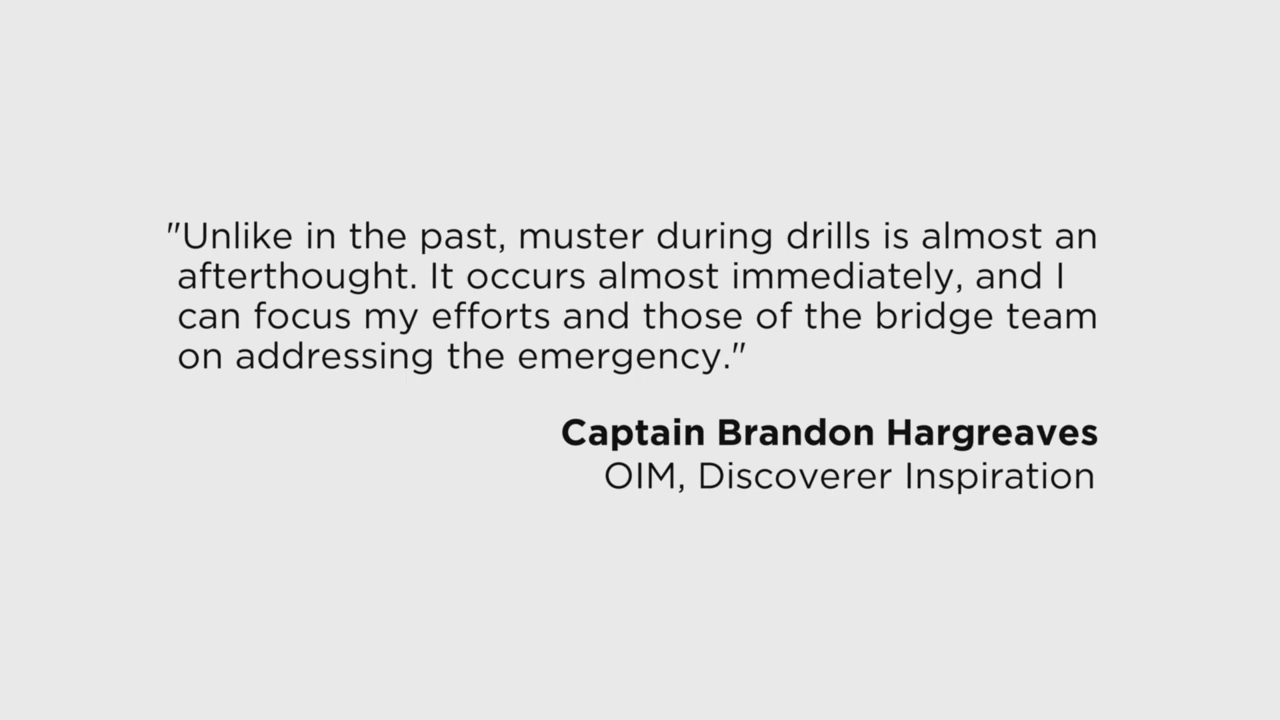 "Unlike in the past, muster during drills is almost an
afterthought. It occurs almost immediately, and I
can focus my efforts and those of the bridge team
on addressing the emergency."
Captain Brandon Hargreaves
OIM, Discoverer Inspiration